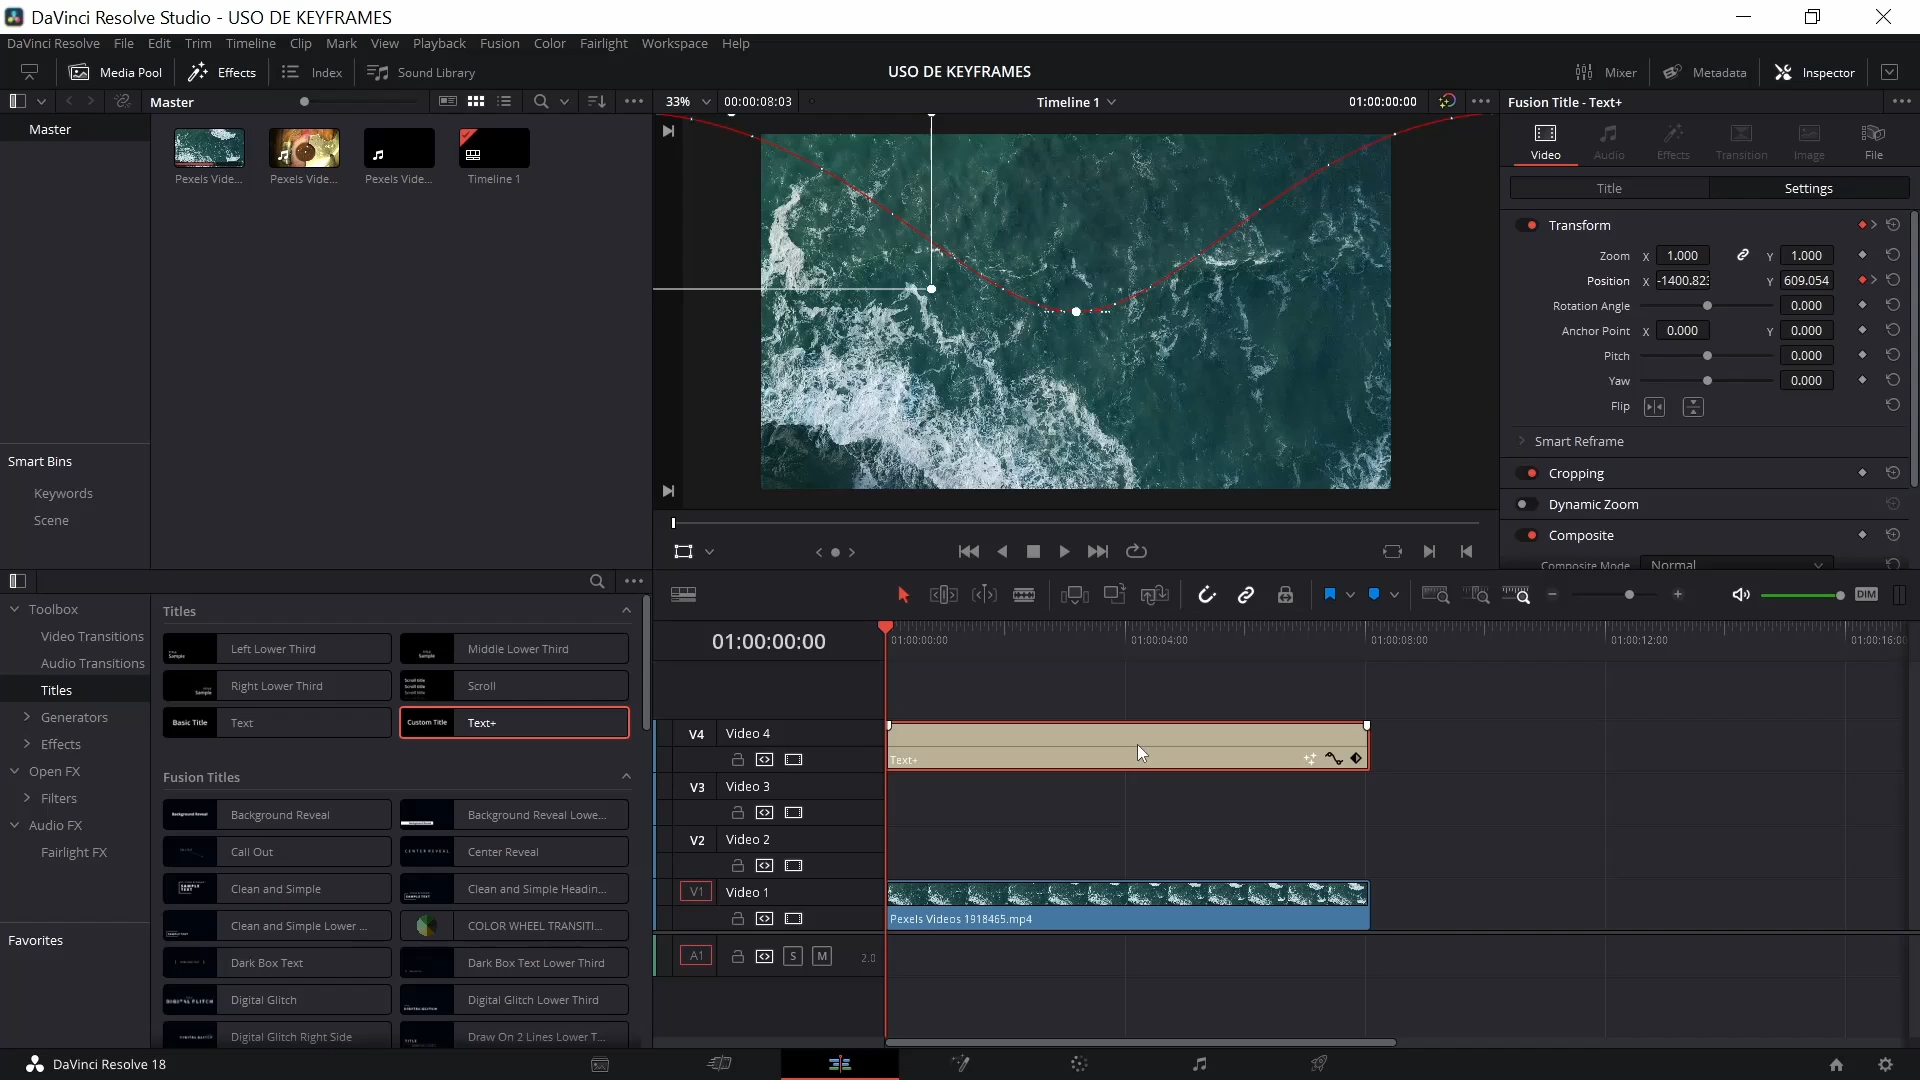 DaVinci Resolve Studio - USO DE KEYFRAMES
DaVinci Resolve File Edit Trim Timeline Clip Mark View Playback Fusion Color Fairlight Workspace Help
Media Pool Effects Index Sound Library USO DE KEYFRAMES Mixer Metadata Inspector
Master 33% 00:00:08:03 Timeline 1 01:00:00:00 Fusion Title - Text+
Master
Pexels Vide... Pexels Vide... Pexels Vide... Timeline 1
Video Audio Effects Transition Image File
Title Settings
Transform
Zoom X 1.000 Y 1.000
Position X -1400.823 Y 609.054
Rotation Angle 0.000
Anchor Point X 0.000 Y 0.000
Pitch 0.000
Yaw 0.000
Flip
Smart Reframe
Cropping
Dynamic Zoom
Composite
Composite Mode Normal
Smart Bins
Keywords
Scene
Toolbox
Video Transitions
Audio Transitions
Titles
Generators
Effects
Open FX
Filters
Audio FX
Fairlight FX
Favorites
Titles
Left Lower Third Middle Lower Third
Right Lower Third Scroll
Basic Title Text Custom Title Text+
Fusion Titles
Background Reveal Background Reveal Lowe...
Call Out Center Reveal
Clean and Simple Clean and Simple Headin...
Clean and Simple Lower ... COLOR WHEEL TRANSITI...
Dark Box Text Dark Box Text Lower Third
Digital Glitch Digital Glitch Lower Third
Digital Glitch Right Side Draw On 2 Lines Lower T...
DIM
01:00:00:00 01:00:00:00 01:00:04:00 01:00:08:00 01:00:12:00 01:00:16:00
V4 Video 4
Text+
V3 Video 3
V2 Video 2
V1 Video 1
Pexels Videos 1918465.mp4
A1 S M 2.0
DaVinci Resolve 18